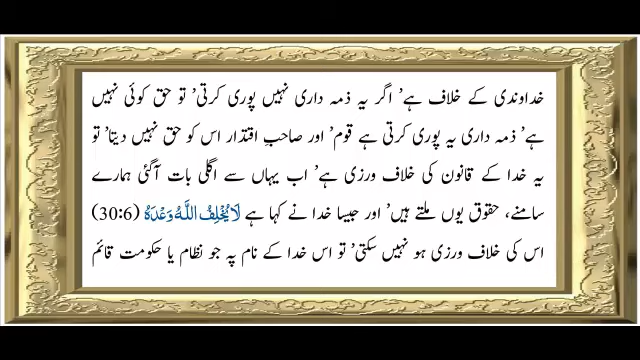 خداوندی کے خلاف ہے’ اگر یہ ذمہ داری نہیں پوری کرتی’ تو حق کوئی نہیں
ہے’ ذمہ داری یہ پوری کرتی ہے قوم’ اور صاحبِ اقتدار اس کو حق نہیں دیتا’ تو
یہ خدا کے قانون کی خلاف ورزی ہے’ اب یہاں سے اگلی بات آگئی ہمارے
سامنے، حقوق یوں ملتے ہیں’ اور جیسا خدا نے کہا ہے لَا یُخْلِفُ اللّٰہُ وَعْدَہٗ (30:6)
اس کی خلاف ورزی ہو نہیں سکتی’ تو اس خدا کے نام پہ جو نظام یا حکومت قائم